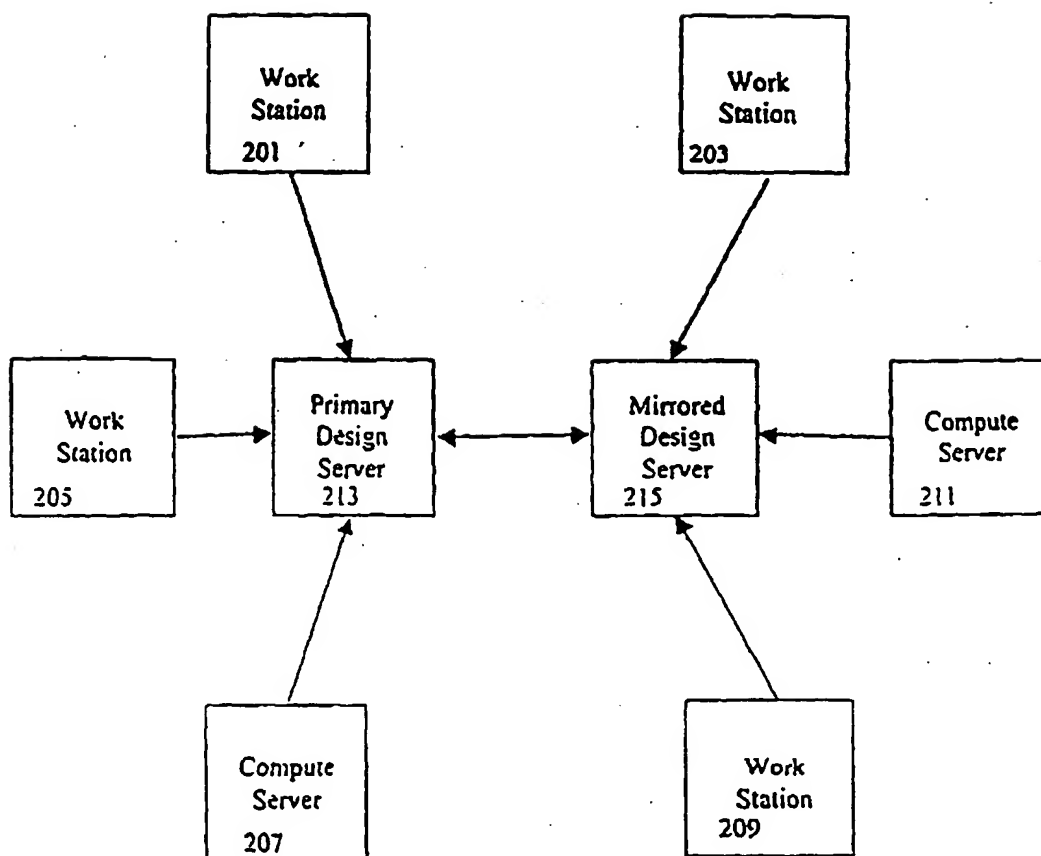 Work
Station
201
Work
Station
203
Work
Station
205
Primary
Design
Server
213
Mirrored
Design
Server
215
Compute
Server
211
Compute
Server
207
Work
Station
209